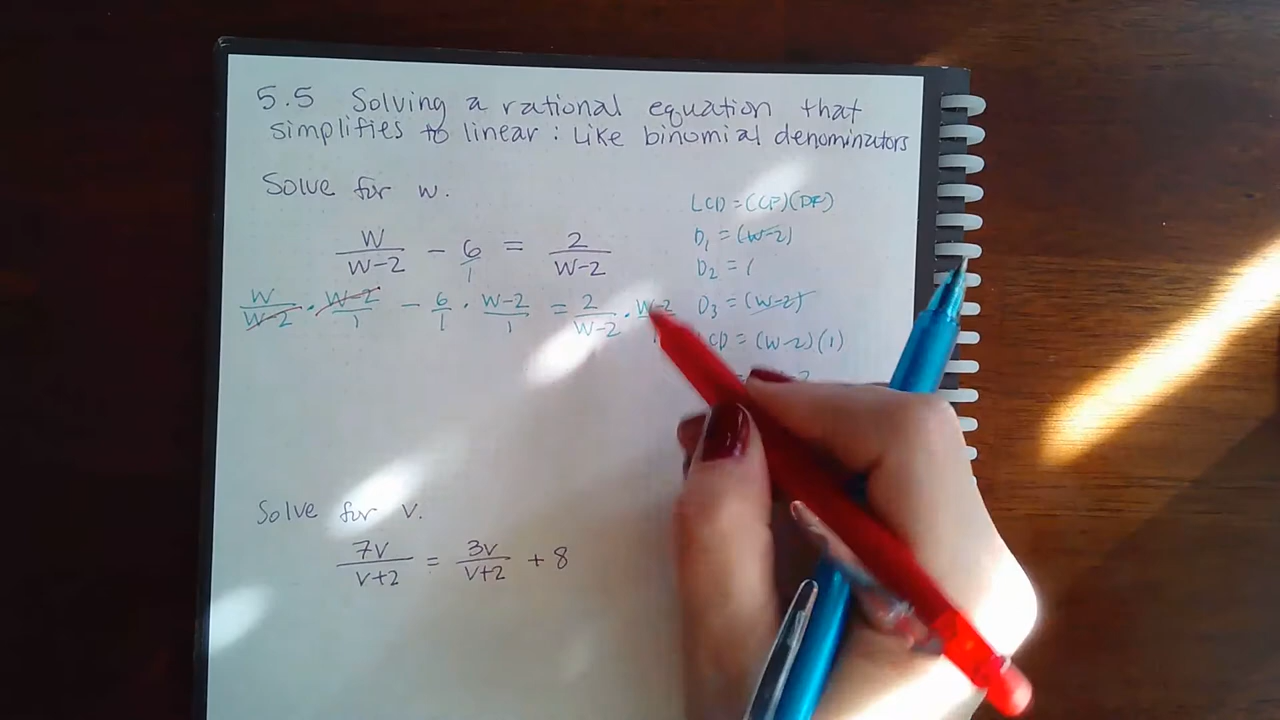 5.5 Solving a rational equation that
simplifies to linear: Like binomial denominators
Solve for w.
LCD = (CF)(DF)
D₁ = (w-2)
D₂ = 1
D₃ = (w-2)
CD = (w-2)(1)
w/(w-2) - 6/1 = 2/(w-2)
w/(w-2) · (w-2)/1 - 6/1 · (w-2)/1 = 2/(w-2) · w-2
Solve for v.
7v/(v+2) = 3v/(v+2) + 8